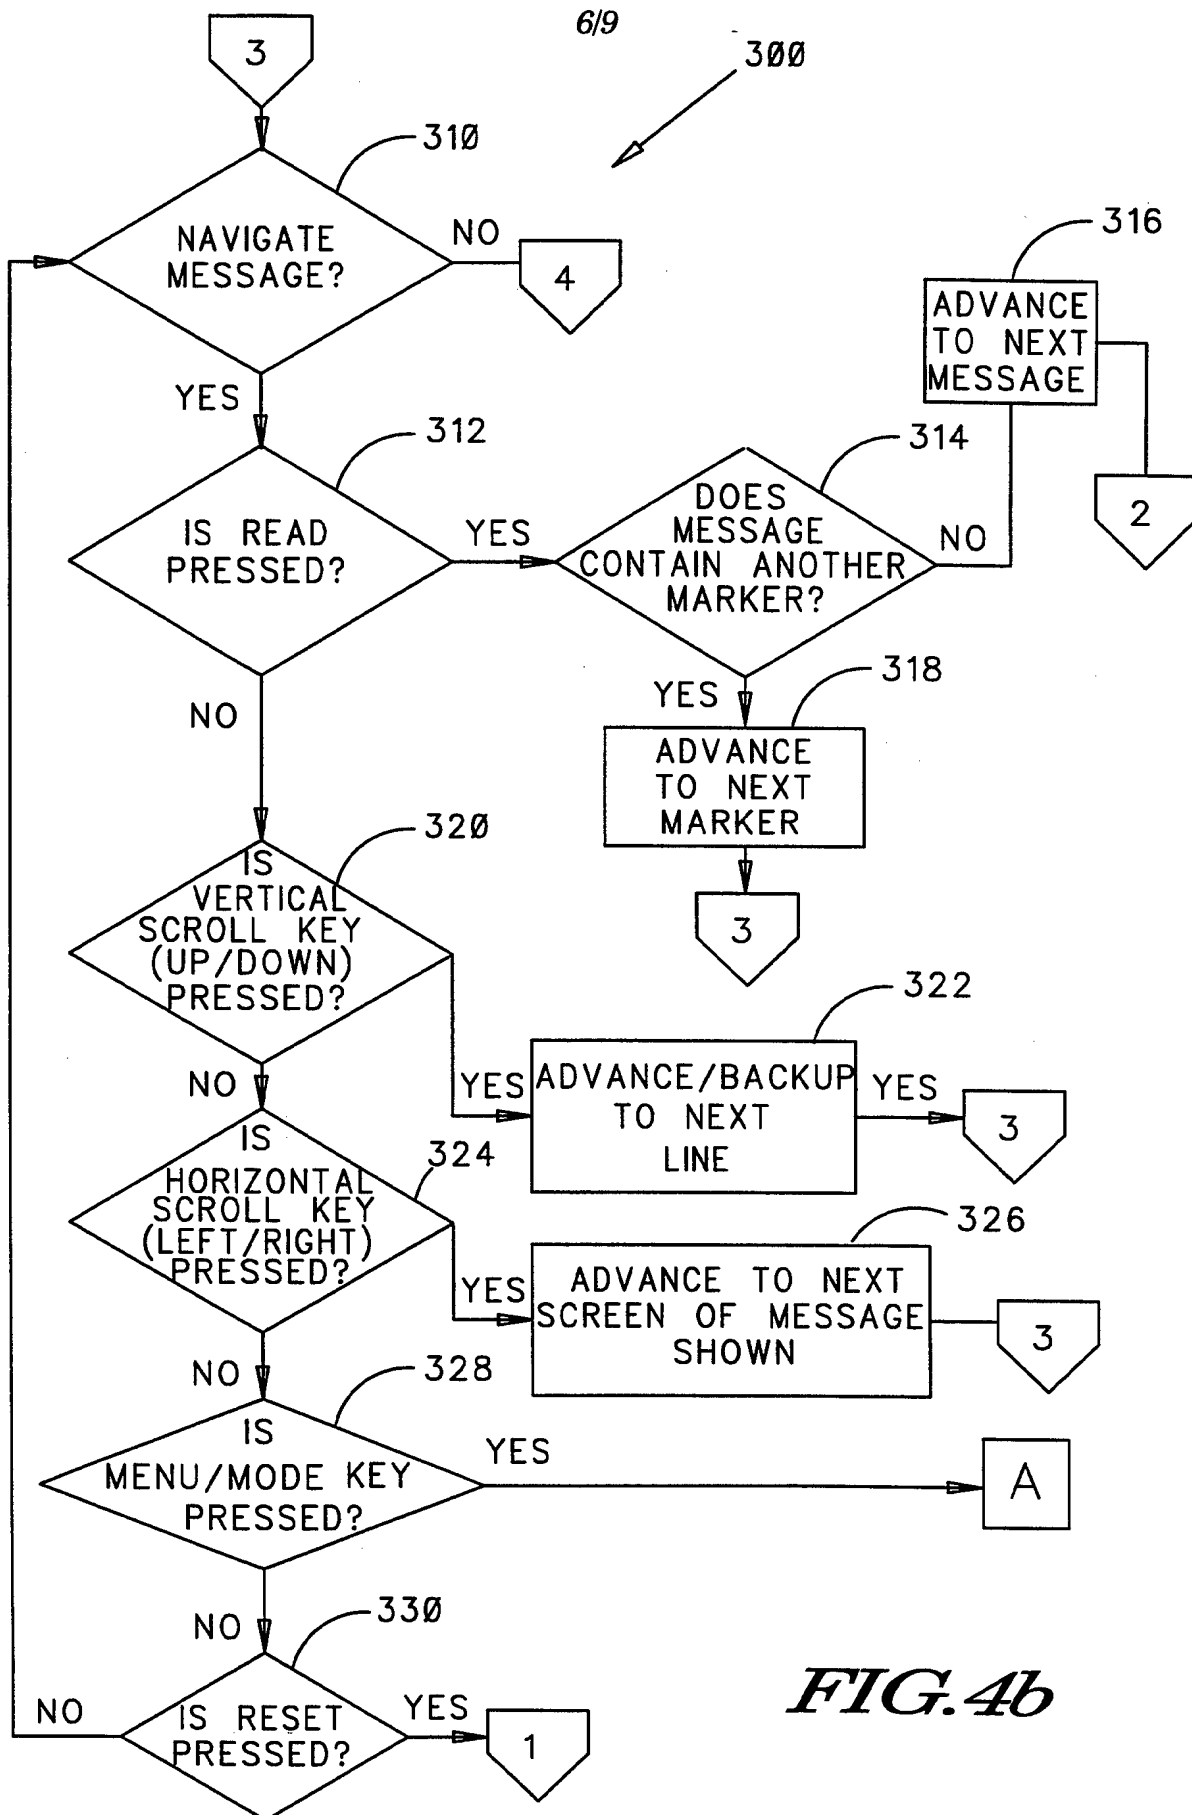 6/9
3
300
310
NAVIGATE
MESSAGE?
NO
4
YES
316
ADVANCE
TO NEXT
MESSAGE
2
312
IS READ
PRESSED?
YES
314
DOES
MESSAGE
CONTAIN ANOTHER
MARKER?
NO
YES
318
ADVANCE
TO NEXT
MARKER
3
NO
320
IS
VERTICAL
SCROLL KEY
(UP/DOWN)
PRESSED?
YES
322
ADVANCE/BACKUP
TO NEXT
LINE
YES
3
NO
324
IS
HORIZONTAL
SCROLL KEY
(LEFT/RIGHT)
PRESSED?
YES
326
ADVANCE TO NEXT
SCREEN OF MESSAGE
SHOWN
3
NO
328
IS
MENU/MODE KEY
PRESSED?
YES
A
NO
330
IS RESET
PRESSED?
NO
YES
1
FIG.4b